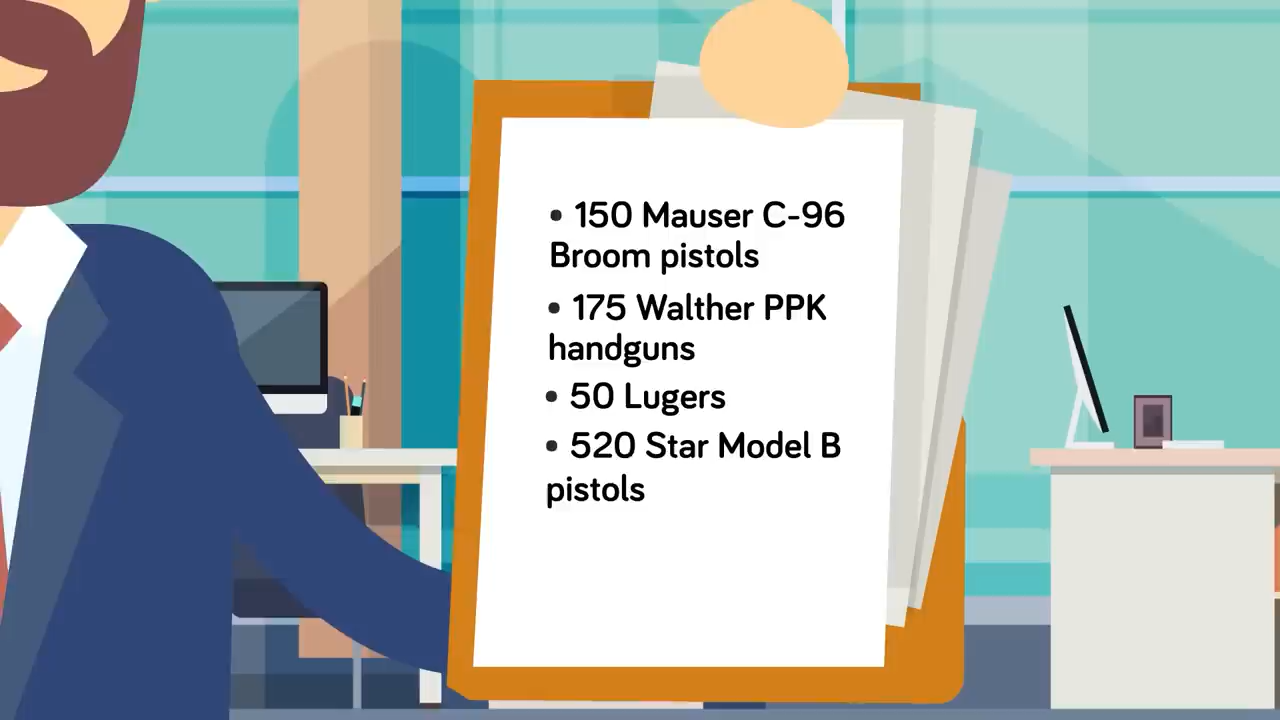 • 150 Mauser C-96
Broom pistols
• 175 Walther PPK
handguns
• 50 Lugers
• 520 Star Model B
pistols